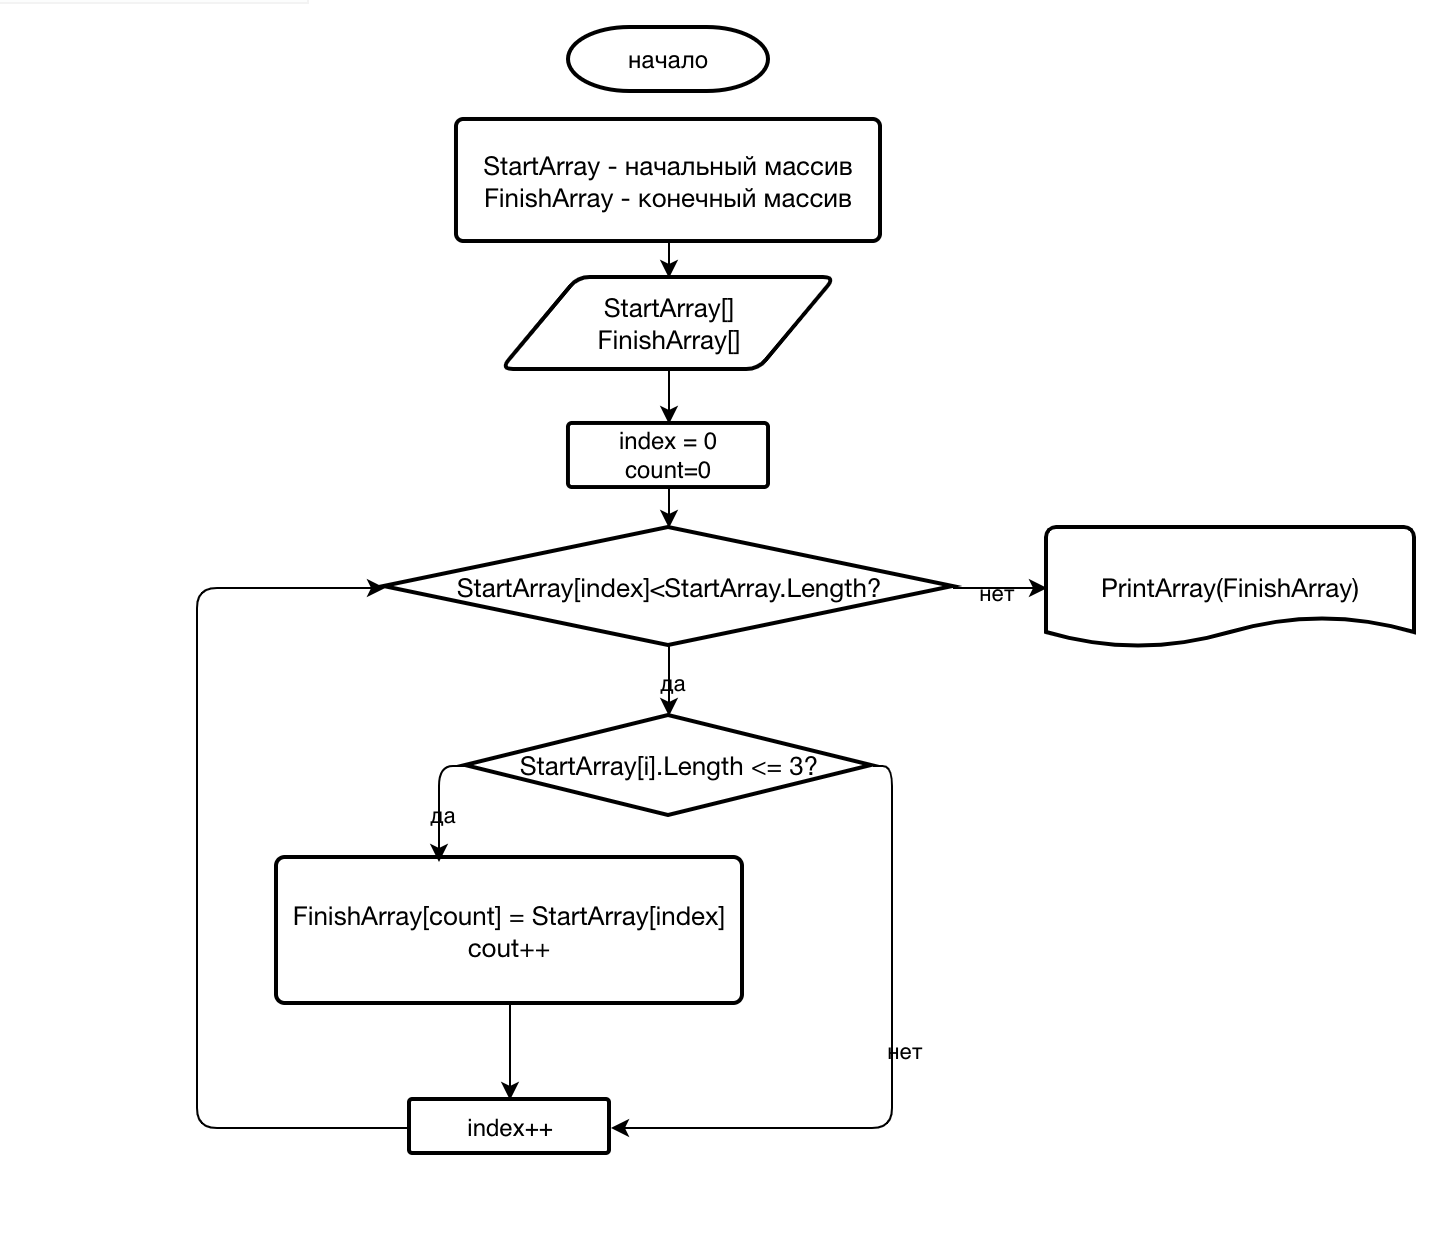 начало
StartArray - начальный массив
FinishArray - конечный массив
StartArray[]
FinishArray[]
index = 0
count=0
StartArray[index]<StartArray.Length?
нет
PrintArray(FinishArray)
да
StartArray[i].Length <= 3?
да
FinishArray[count] = StartArray[index]
cout++
нет
index++